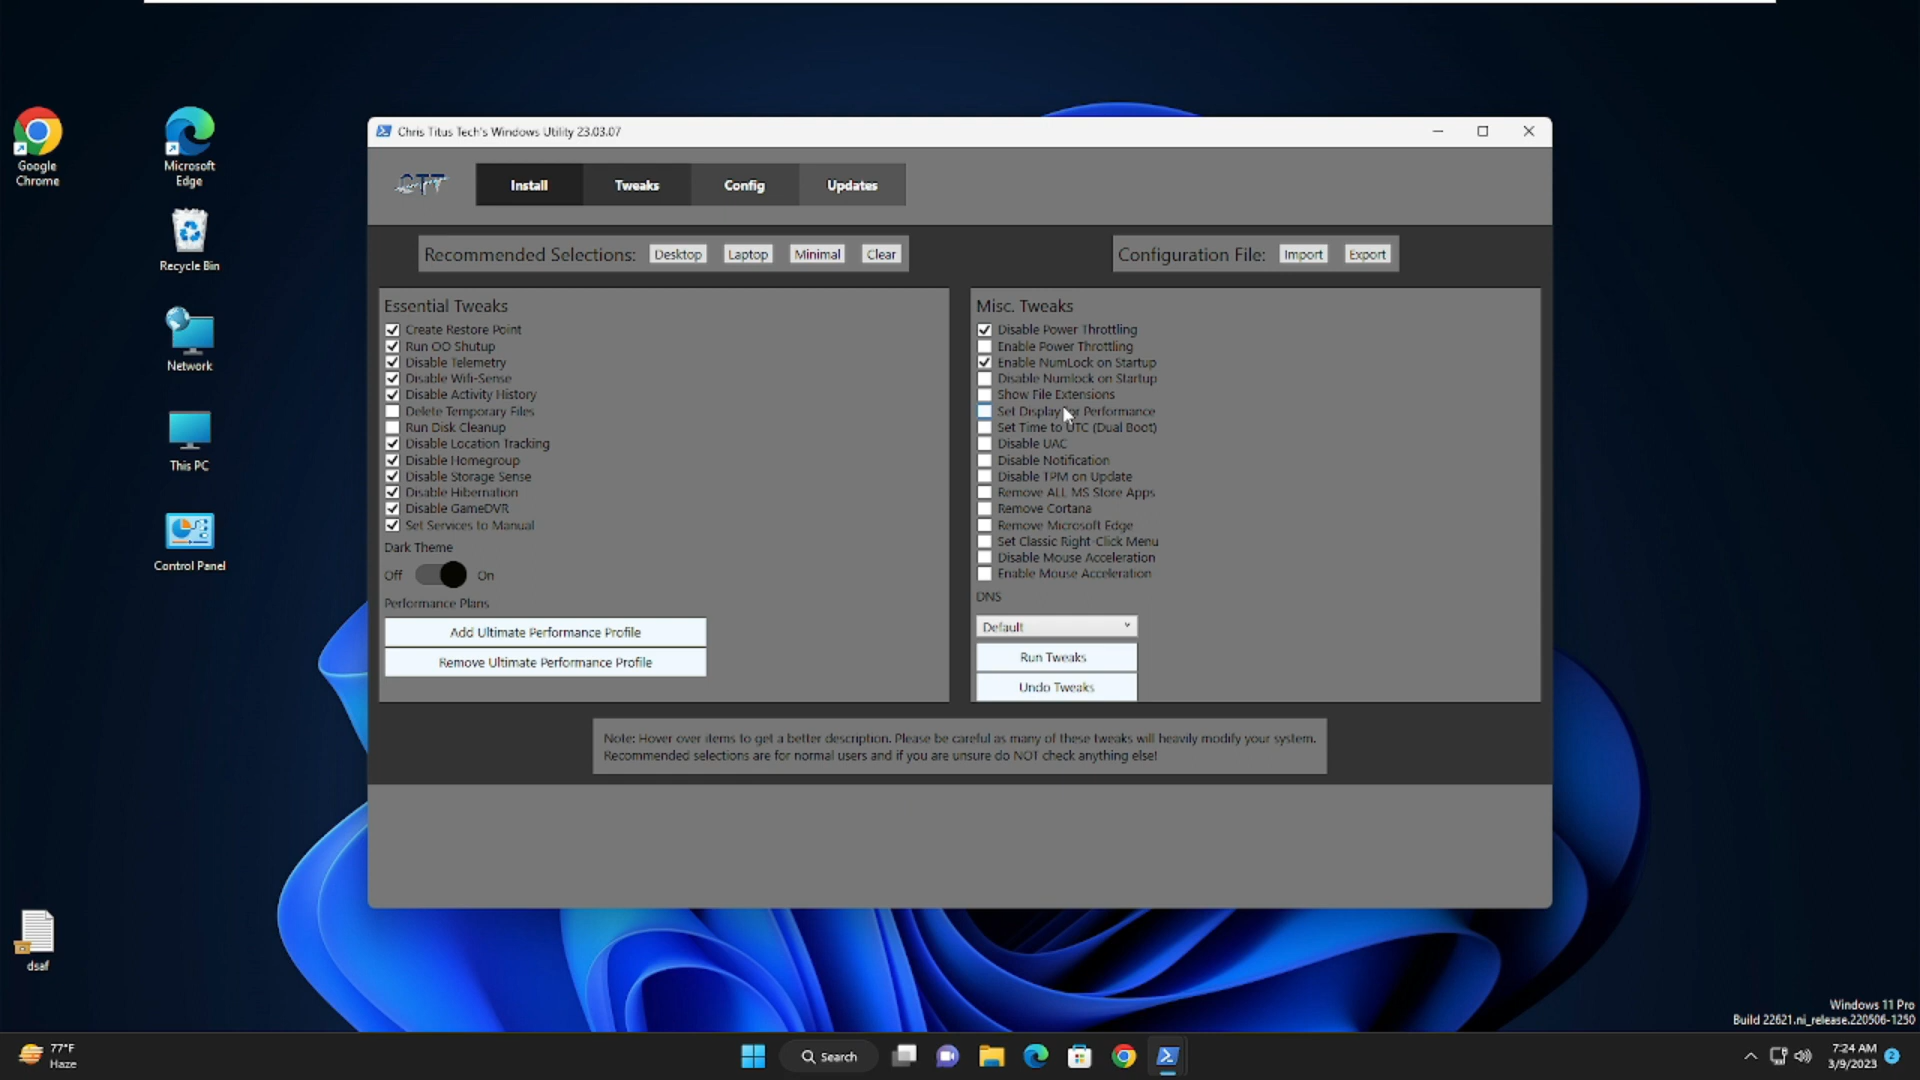 Google
Chrome
Microsoft
Edge
Recycle Bin
Network
This PC
Control Panel
dsaf
Chris Titus Tech's Windows Utility 23.03.07
CTT
Install
Tweaks
Config
Updates
Recommended Selections:
Desktop
Laptop
Minimal
Clear
Configuration File:
Import
Export
Essential Tweaks
Create Restore Point
Run OO Shutup
Disable Telemetry
Disable Wifi-Sense
Disable Activity History
Delete Temporary Files
Run Disk Cleanup
Disable Location Tracking
Disable Homegroup
Disable Storage Sense
Disable Hibernation
Disable GameDVR
Set Services to Manual
Dark Theme
Off
On
Performance Plans
Add Ultimate Performance Profile
Remove Ultimate Performance Profile
Misc. Tweaks
Disable Power Throttling
Enable Power Throttling
Enable NumLock on Startup
Disable Numlock on Startup
Show File Extensions
Set Display for Performance
Set Time to UTC (Dual Boot)
Disable UAC
Disable Notification
Disable TPM on Update
Remove ALL MS Store Apps
Remove Cortana
Remove Microsoft Edge
Set Classic Right-Click Menu
Disable Mouse Acceleration
Enable Mouse Acceleration
DNS
Default
Run Tweaks
Undo Tweaks
Note: Hover over items to get a better description. Please be careful as many of these tweaks will heavily modify your system.
Recommended selections are for normal users and if you are unsure do NOT check anything else!
Windows 11 Pro
Build 22621.ni_release.220506-1250
77°F
Haze
Search
7:24 AM
3/9/2023
2